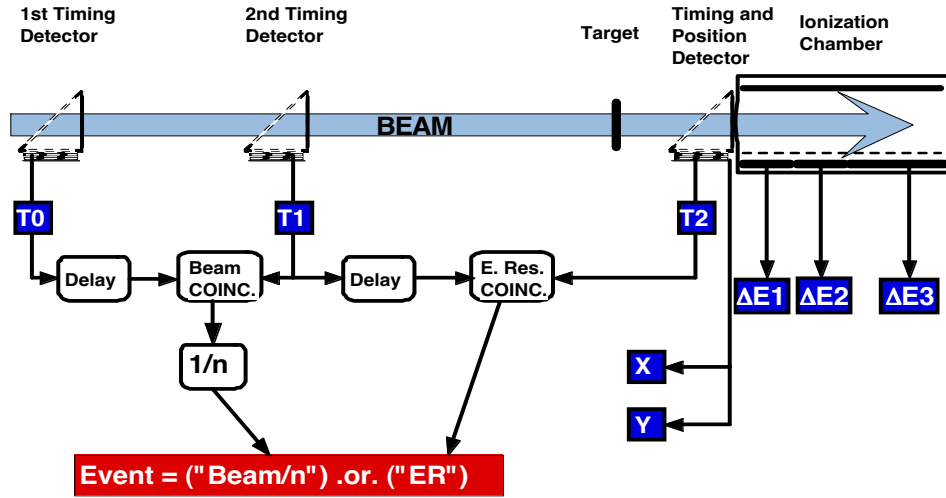 1st Timing
Detector
2nd Timing
Detector
Target
Timing and
Position
Detector
Ionization
Chamber
BEAM
T0
T1
T2
Delay
Beam
COINC.
Delay
E. Res.
COINC.
ΔE1
ΔE2
ΔE3
1/n
X
Y
Event = ("Beam/n") .or. ("ER")